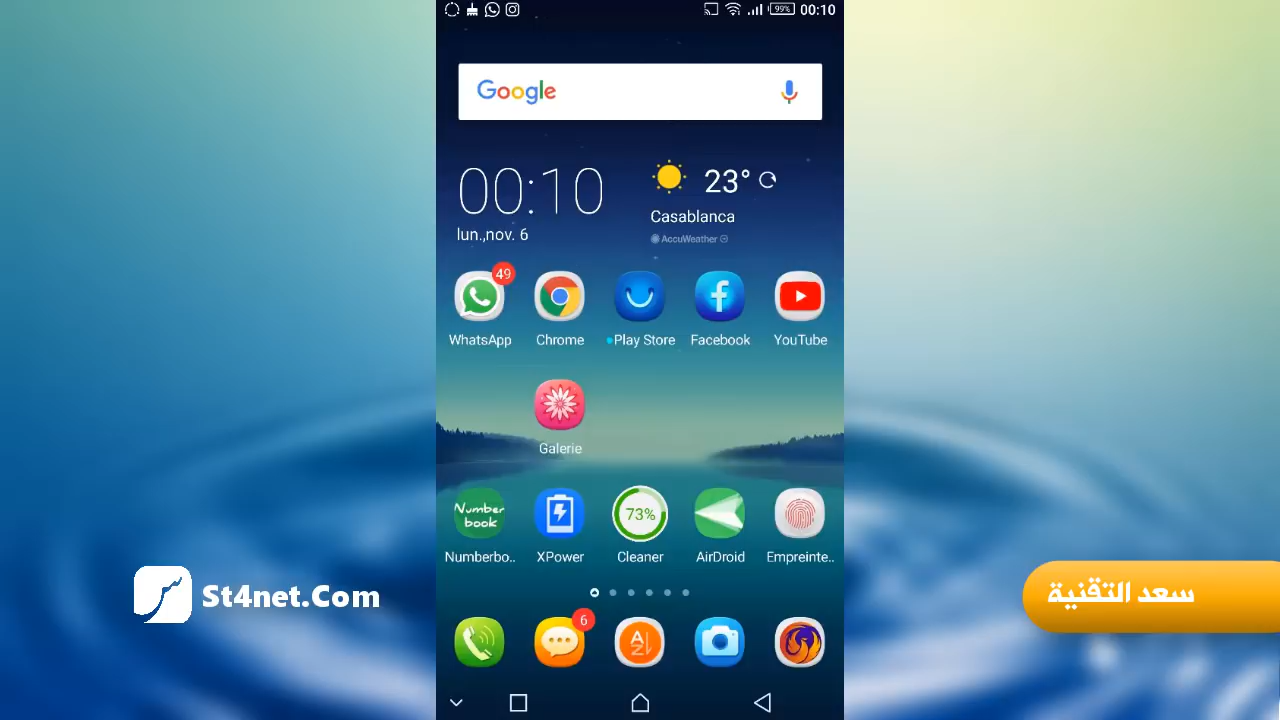 99% 00:10
Google
00:10
23°
Casablanca
lun.,nov. 6
AccuWeather
49
WhatsApp
Chrome
Play Store
Facebook
YouTube
Galerie
Number
book
73%
Numberbo..
XPower
Cleaner
AirDroid
Empreinte..
St4net.Com
سعد التقنية
6
A
Z